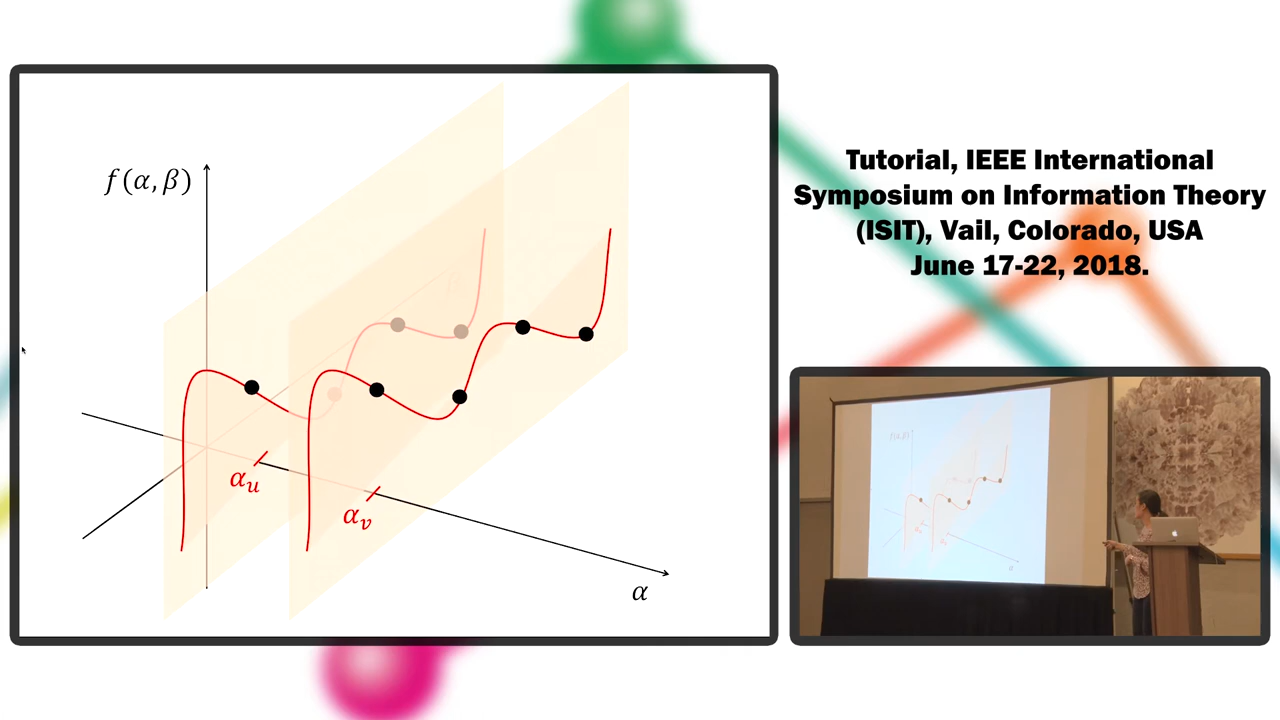 f(α, β)
β
α_u
α_v
α
Tutorial, IEEE International
Symposium on Information Theory
(ISIT), Vail, Colorado, USA
June 17-22, 2018.